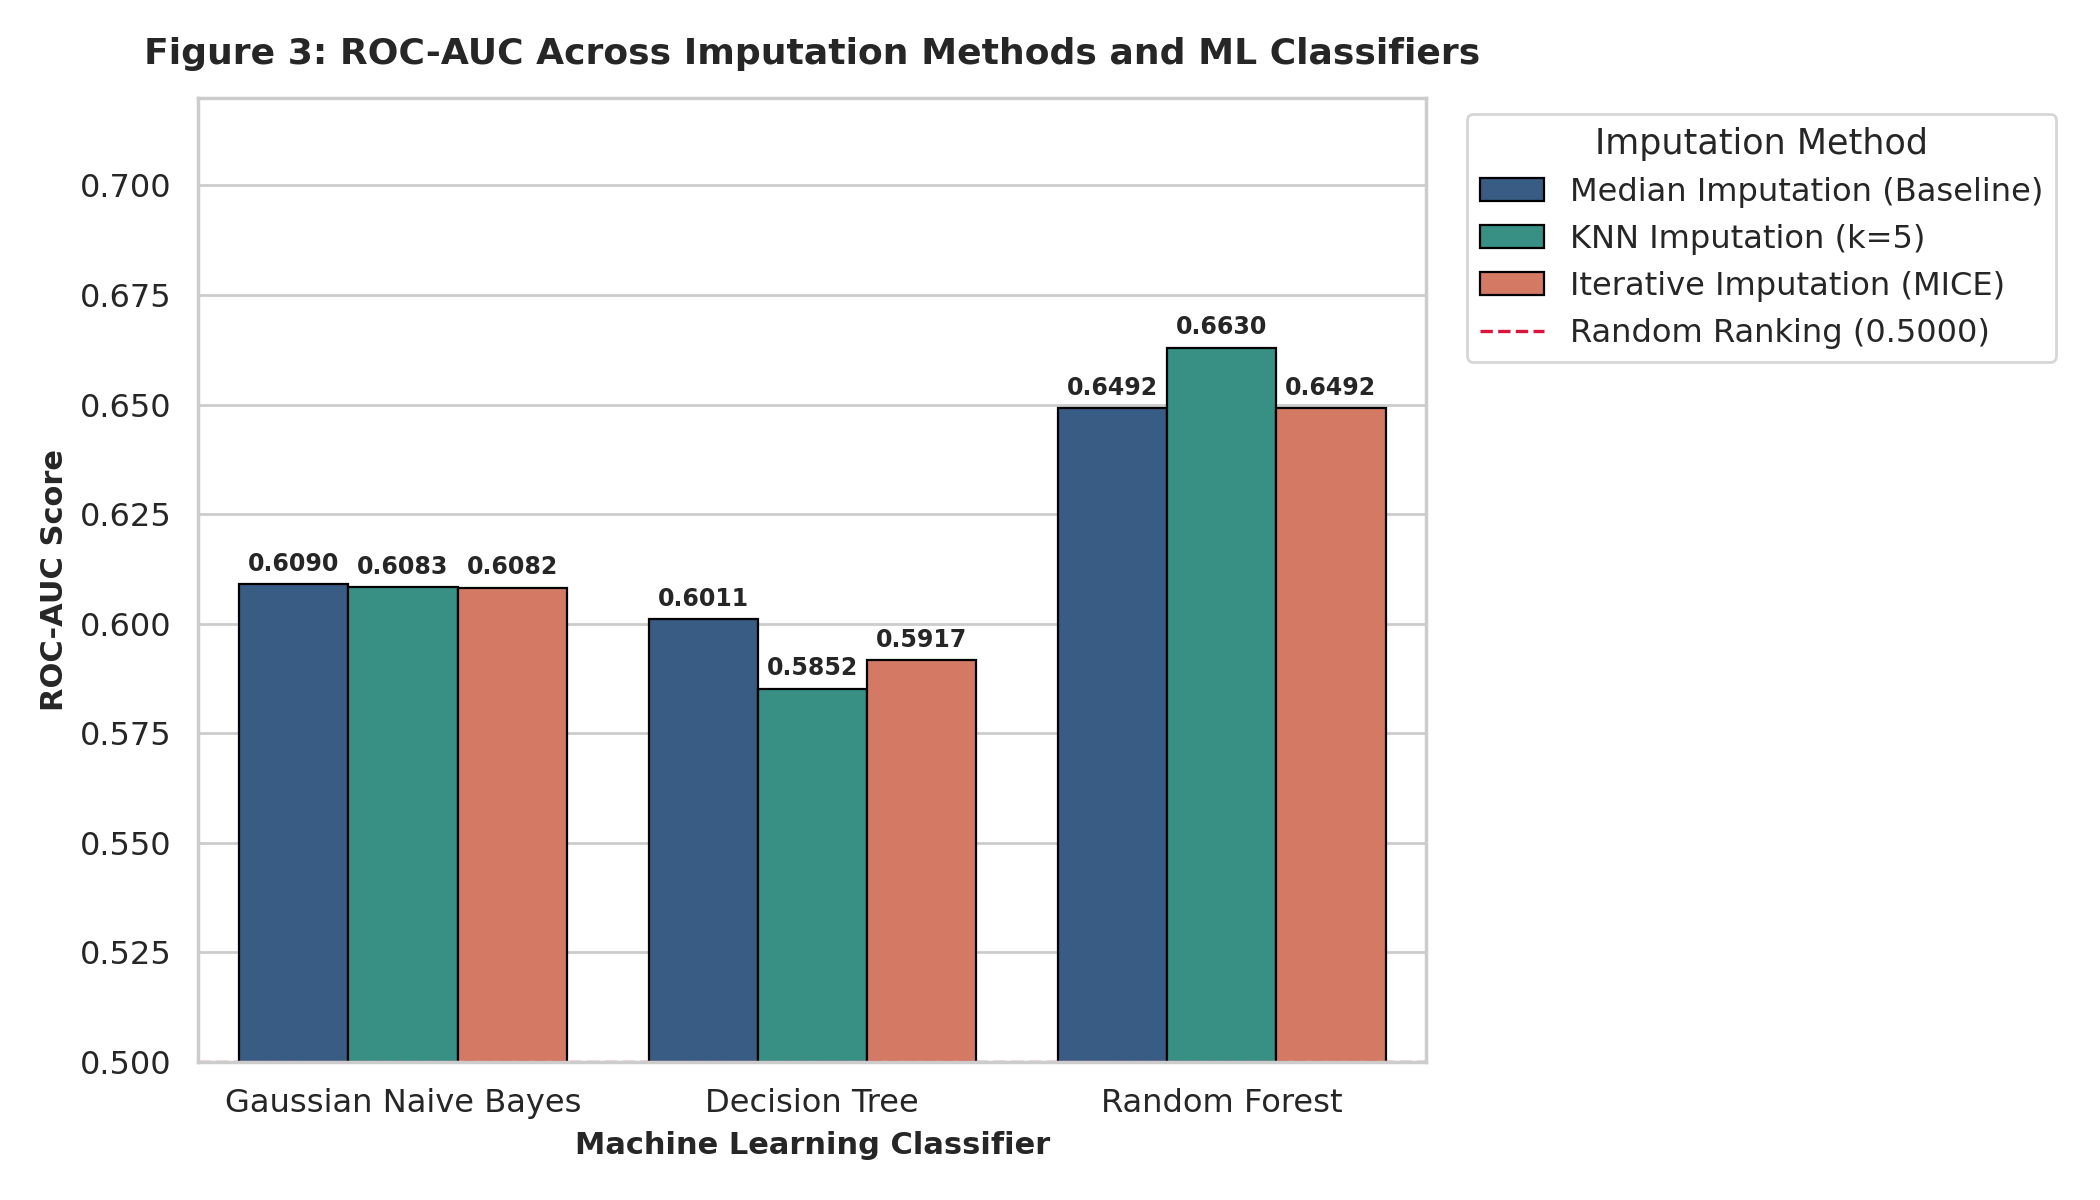 Figure 3: ROC-AUC Across Imputation Methods and ML Classifiers
Imputation Method
Median Imputation (Baseline)
KNN Imputation (k=5)
Iterative Imputation (MICE)
Random Ranking (0.5000)
ROC-AUC Score
0.700
0.675
0.650
0.625
0.600
0.575
0.550
0.525
0.500
0.6090 0.6083 0.6082
0.6011 0.5852 0.5917
0.6492 0.6630 0.6492
Gaussian Naive Bayes Decision Tree Random Forest
Machine Learning Classifier